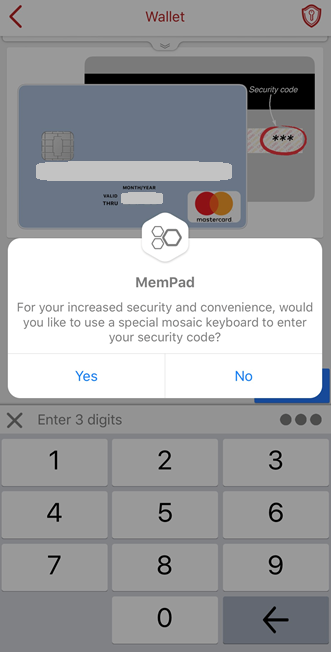 Wallet
Security code
***
MONTH/YEAR
VALID
THRU
mastercard
MemPad
For your increased security and convenience, would
you like to use a special mosaic keyboard to enter
your security code?
Yes
No
Enter 3 digits
1
2
3
4
5
6
7
8
9
0